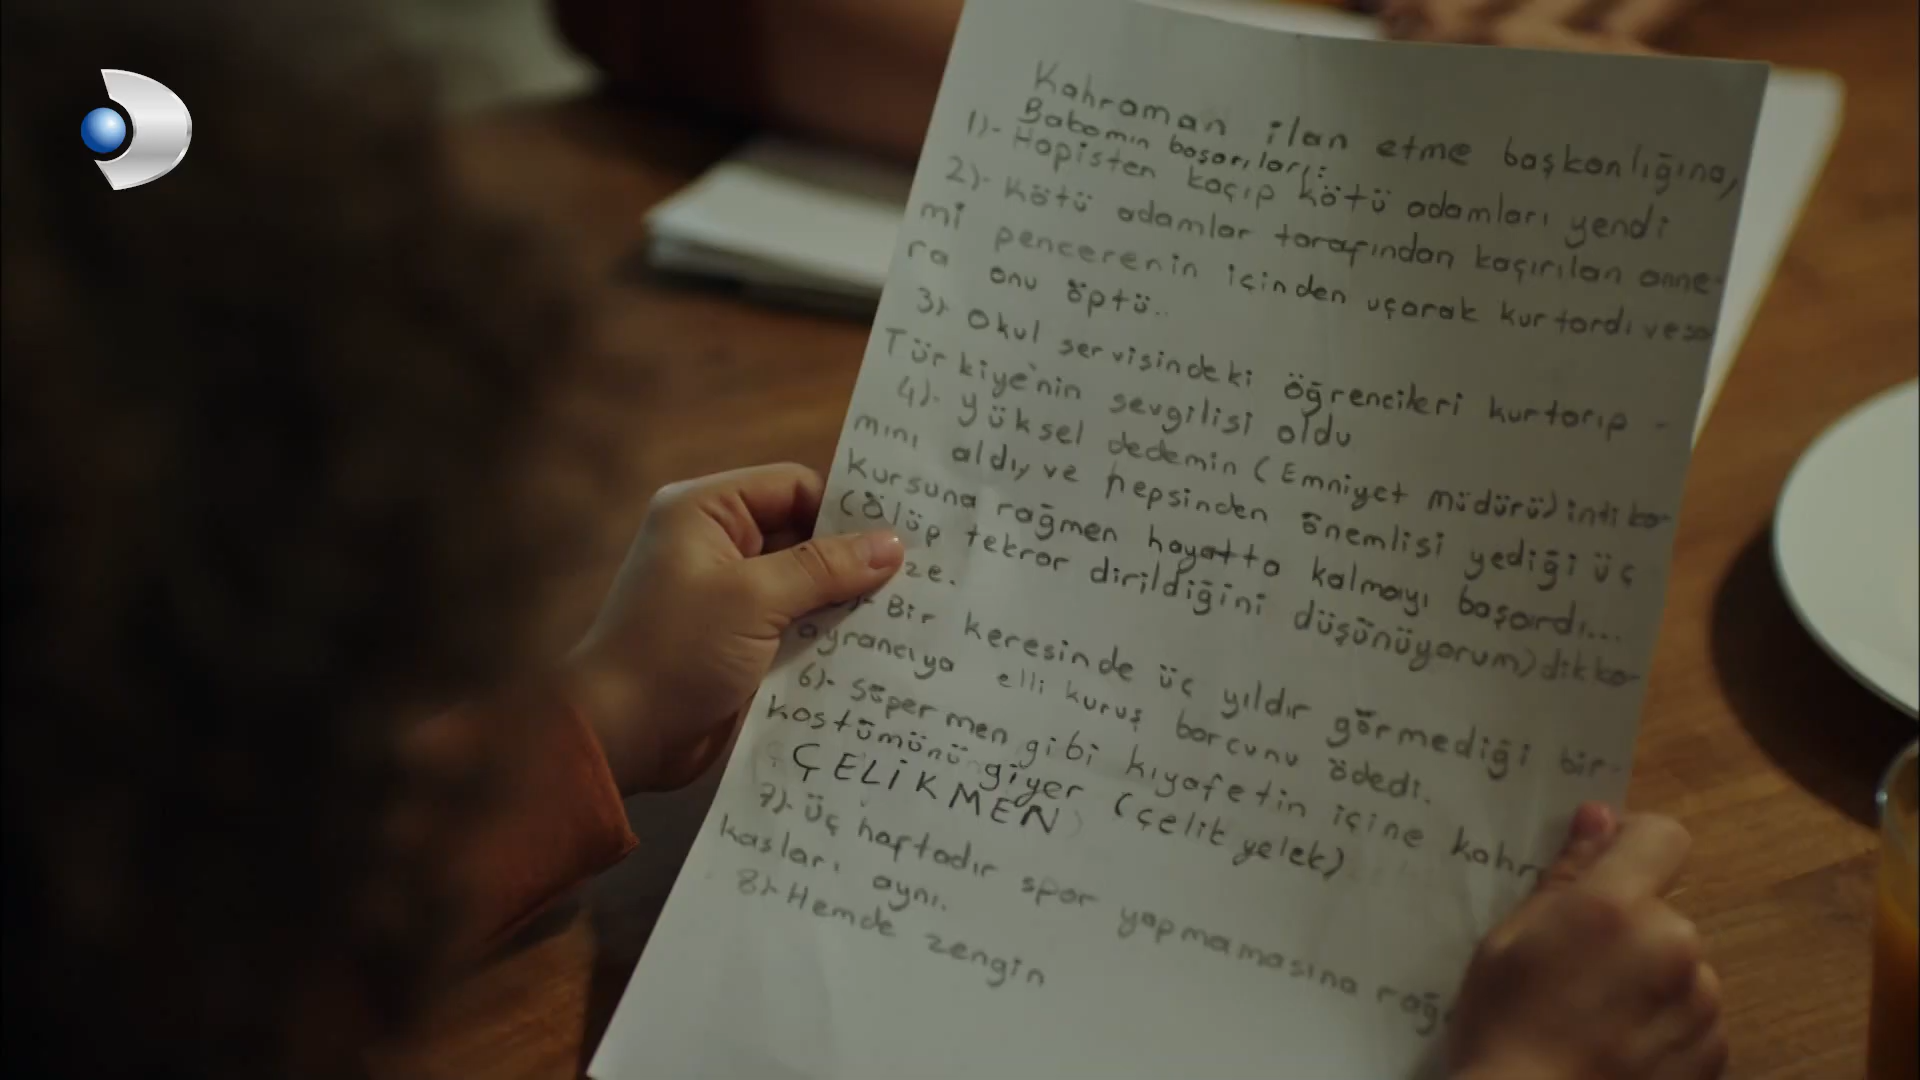 Kahraman ilan etme başkanlığına,
Babamın başarıları:
1)- Hapisten kaçıp kötü adamları yendi
2)- Kötü adamlar tarafından kaçırılan anne-
mi pencerenin içinden uçarak kurtardı ve son
ra onu öptü..
3)- Okul servisindeki öğrencileri kurtarıp -
Türkiye'nin sevgilisi oldu
4)- Yüksel dedemin (Emniyet Müdürü) intika-
mını aldı, ve hepsinden önemlisi yediği üç
kurşuna rağmen hayatta kalmayı başardı...
(Ölüp tekrar dirildiğini düşünüyorum) dikka-
ze.
)- Bir keresinde üç yıldır görmediği bir-
ayrancıya elli kuruş borcunu ödedi.
6)- Süpermen gibi kıyafetin içine kahr
kostümünü giyer (çelik yelek)
ÇELİKMEN
7)- Üç haftadır spor yapmamasına rağ
kasları aynı.
8)- Hemde zengin